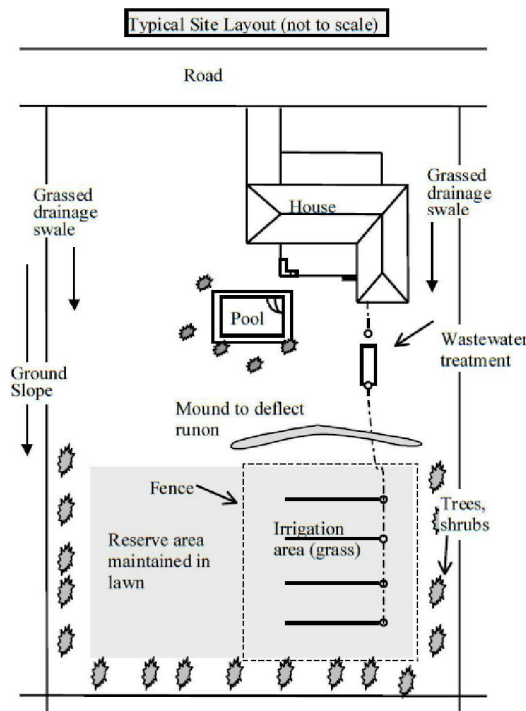 Typical Site Layout (not to scale)
Road
Grassed
drainage
swale
House
Grassed
drainage
swale
Pool
Wastewater
treatment
Ground
Slope
Mound to deflect
runon
Fence
Trees,
shrubs
Reserve area
maintained in
lawn
Irrigation
area (grass)